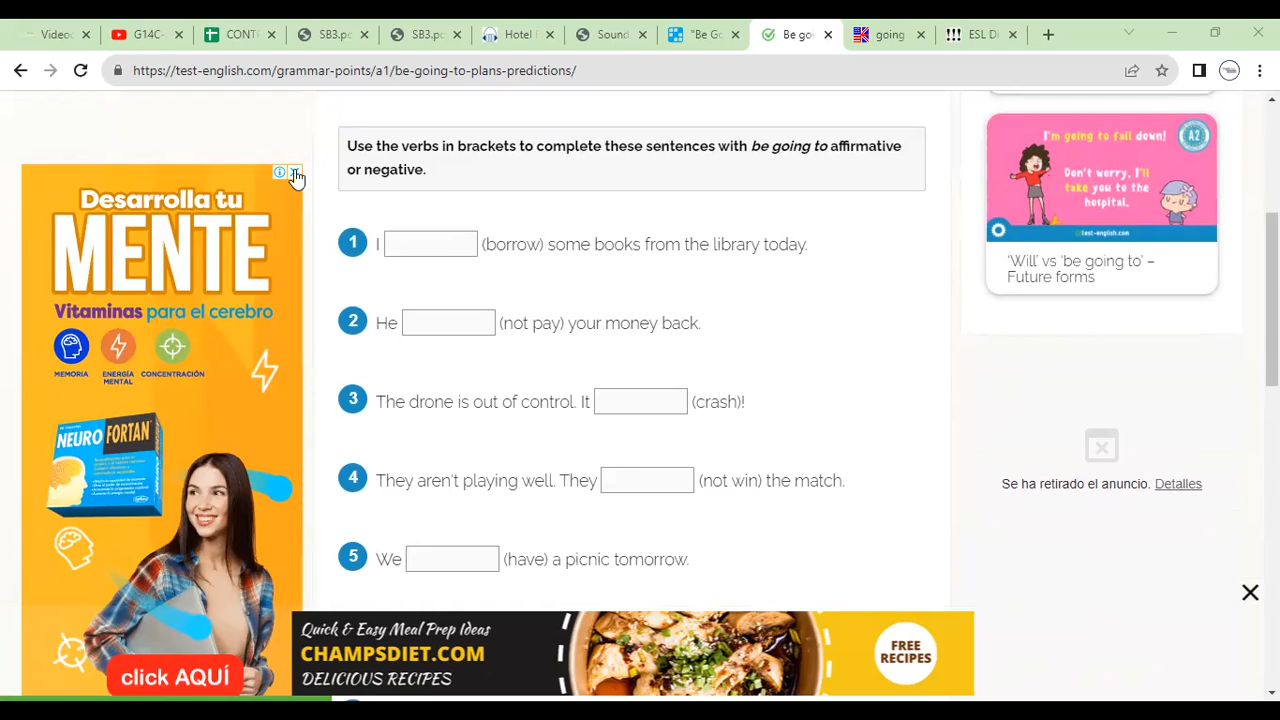 Videoc
G14C-
CONTF
SB3.pc
SB3.pc
Hotel F
Sound
"Be Go
Be goi
going
ESL Di
https://test-english.com/grammar-points/a1/be-going-to-plans-predictions/
Use the verbs in brackets to complete these sentences with be going to affirmative
or negative.
1 I (borrow) some books from the library today.
2 He (not pay) your money back.
3 The drone is out of control. It (crash)!
4 They aren't playing well. They (not win) the match.
5 We (have) a picnic tomorrow.
Desarrolla tu
MENTE
Vitaminas para el cerebro
MEMORIA
ENERGÍA
MENTAL
CONCENTRACIÓN
NEURO FORTAN
click AQUÍ
I'm going to fall down!
A2
Don't worry, I'll
take you to the
hospital.
test-english.com
'Will' vs 'be going to' –
Future forms
Se ha retirado el anuncio. Detalles
Quick & Easy Meal Prep Ideas
CHAMPSDIET.COM
DELICIOUS RECIPES
FREE
RECIPES